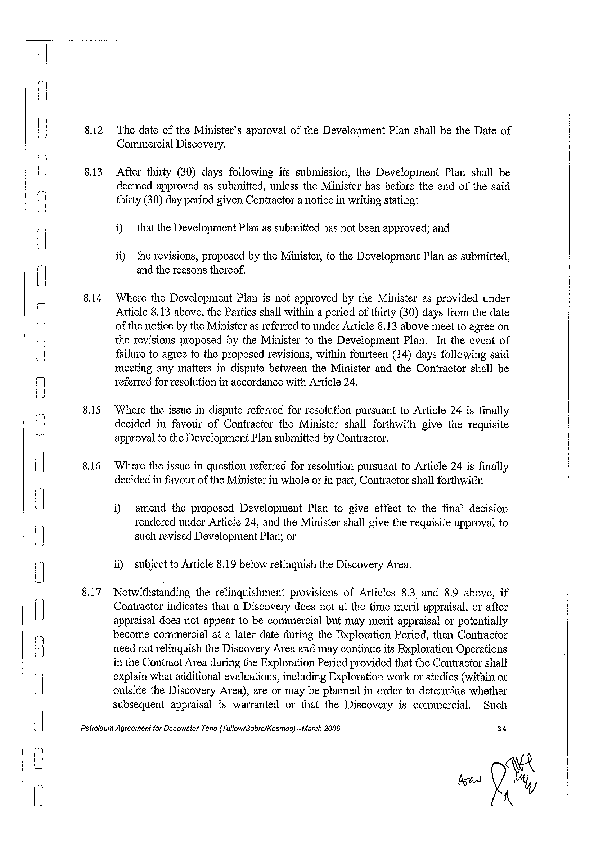 8.12 The date of the Minister's approval of the Development Plan shall be the Date of
Commercial Discovery.
8.13 After thirty (30) days following its submission, the Development Plan shall be
deemed approved as submitted, unless the Minister has before the end of the said
thirty (30) day period given Contractor a notice in writing stating:
i) that the Development Plan as submitted has not been approved; and
ii) the revisions, proposed by the Minister, to the Development Plan as submitted,
and the reasons thereof.
8.14 Where the Development Plan is not approved by the Minister as provided under
Article 8.13 above, the Parties shall within a period of thirty (30) days from the date
of the notice by the Minister as referred to under Article 8.13 above meet to agree on
the revisions proposed by the Minister to the Development Plan. In the event of
failure to agree to the proposed revisions, within fourteen (14) days following said
meeting any matters in dispute between the Minister and the Contractor shall be
referred for resolution in accordance with Article 24.
8.15 Where the issue in dispute referred for resolution pursuant to Article 24 is finally
decided in favour of Contractor the Minister shall forthwith give the requisite
approval to the Development Plan submitted by Contractor.
8.16 Where the issue in question referred for resolution pursuant to Article 24 is finally
decided in favour of the Minister in whole or in part, Contractor shall forthwith:
i) amend the proposed Development Plan to give effect to the final decision
rendered under Article 24, and the Minister shall give the requisite approval to
such revised Development Plan; or
ii) subject to Article 8.19 below relinquish the Discovery Area.
8.17 Notwithstanding the relinquishment provisions of Articles 8.3 and 8.9 above, if
Contractor indicates that a Discovery does not at the time merit appraisal, or after
appraisal does not appear to be commercial but may merit appraisal or potentially
become commercial at a later date during the Exploration Period, then Contractor
need not relinquish the Discovery Area and may continue its Exploration Operations
in the Contract Area during the Exploration Period provided that the Contractor shall
explain what additional evaluations, including Exploration work or studies (within or
outside the Discovery Area), are or may be planned in order to determine whether
subsequent appraisal is warranted or that the Discovery is commercial. Such
Petroleum Agreement for Deepwater Tano (Tullow/Sabre/Kosmos) –March 2006 34